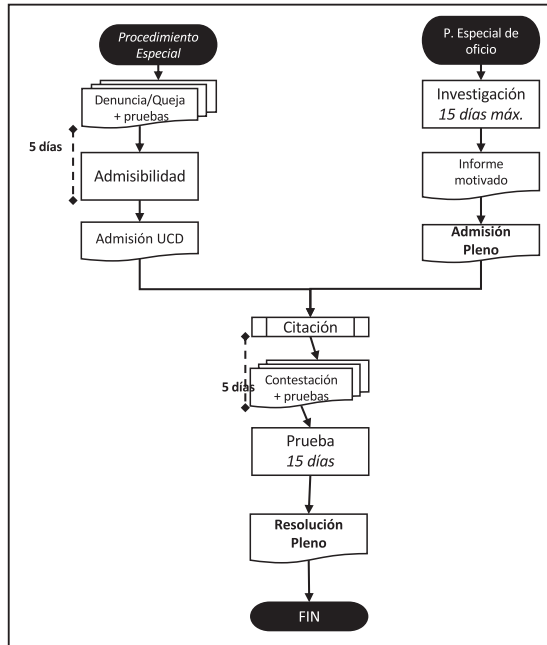 Procedimiento
Especial
Denuncia/Queja
+ pruebas
5 días
Admisibilidad
Admisión UCD
P. Especial de
oficio
Investigación
15 días máx.
Informe
motivado
Admisión
Pleno
Citación
5 días
Contestación
+ pruebas
Prueba
15 días
Resolución
Pleno
FIN